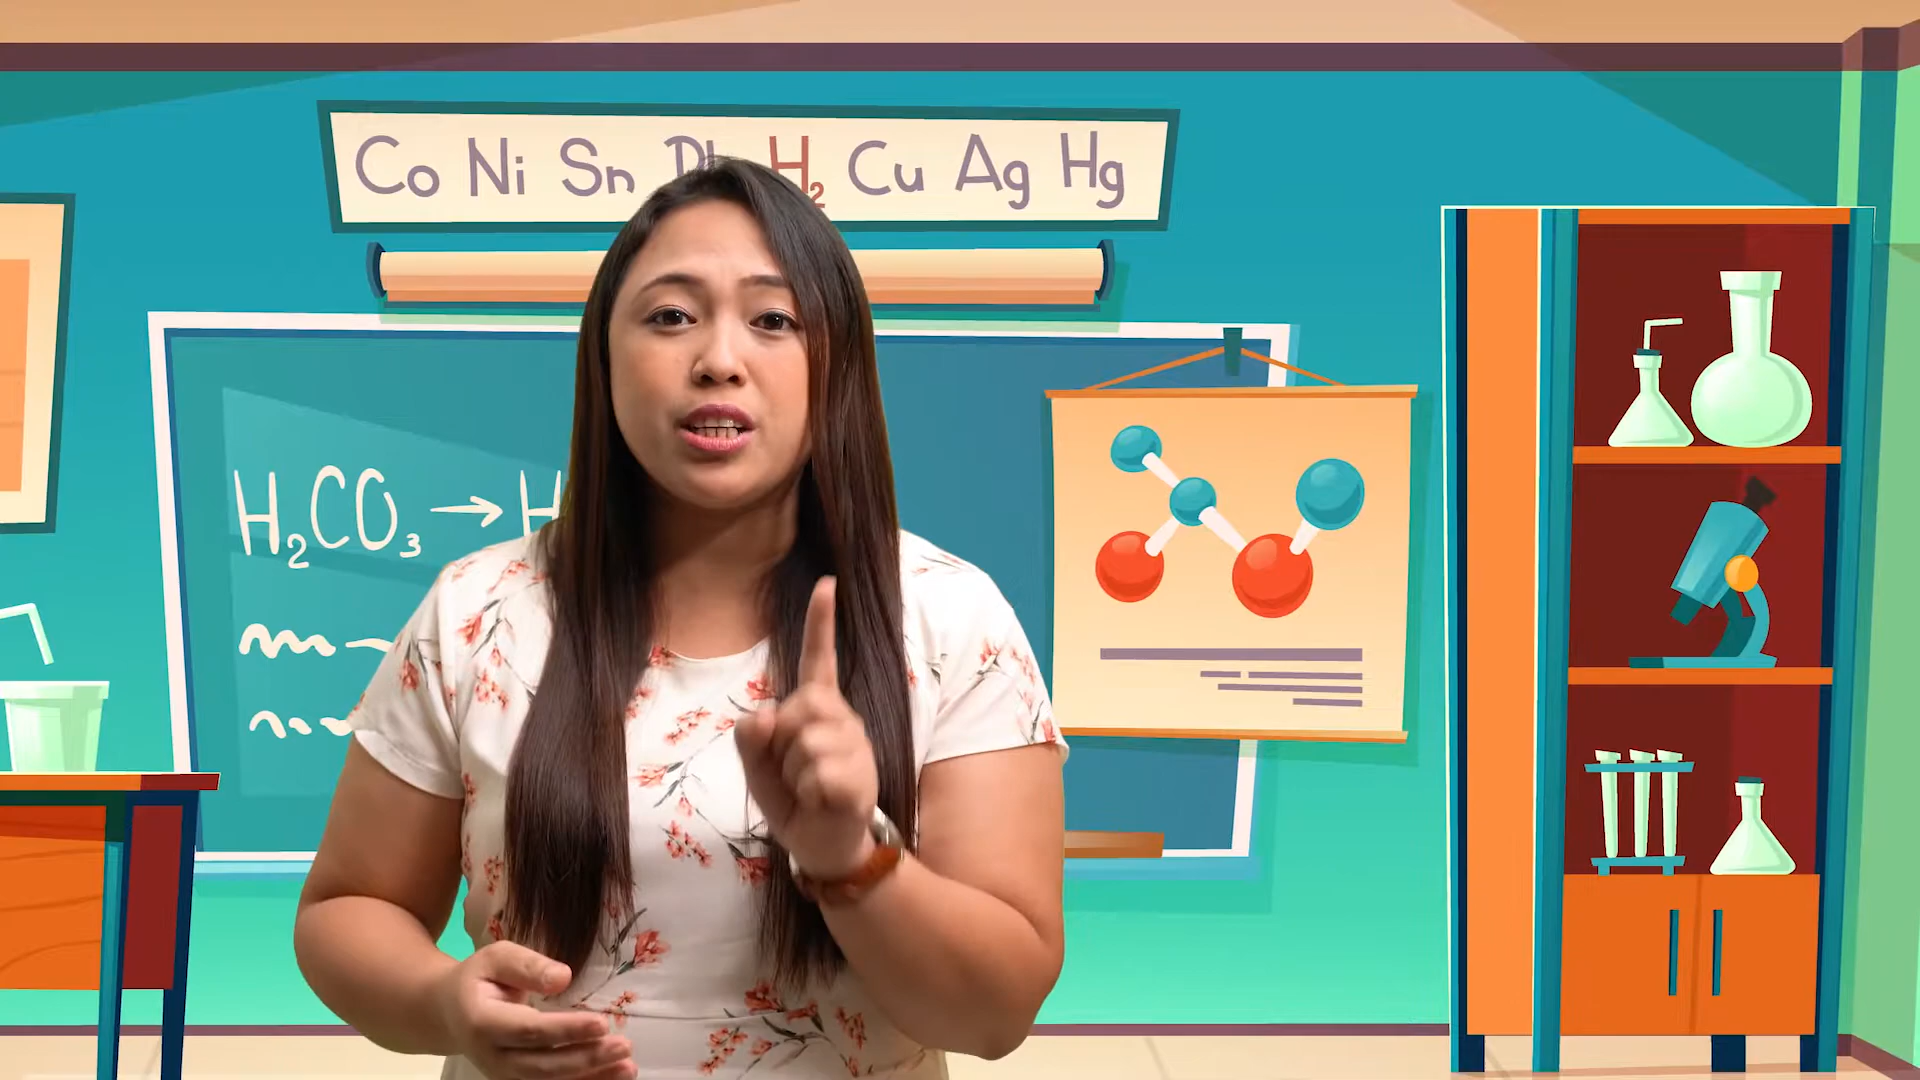 Co Ni Sn H₂ Cu Ag Hg
H₂CO₃ → H